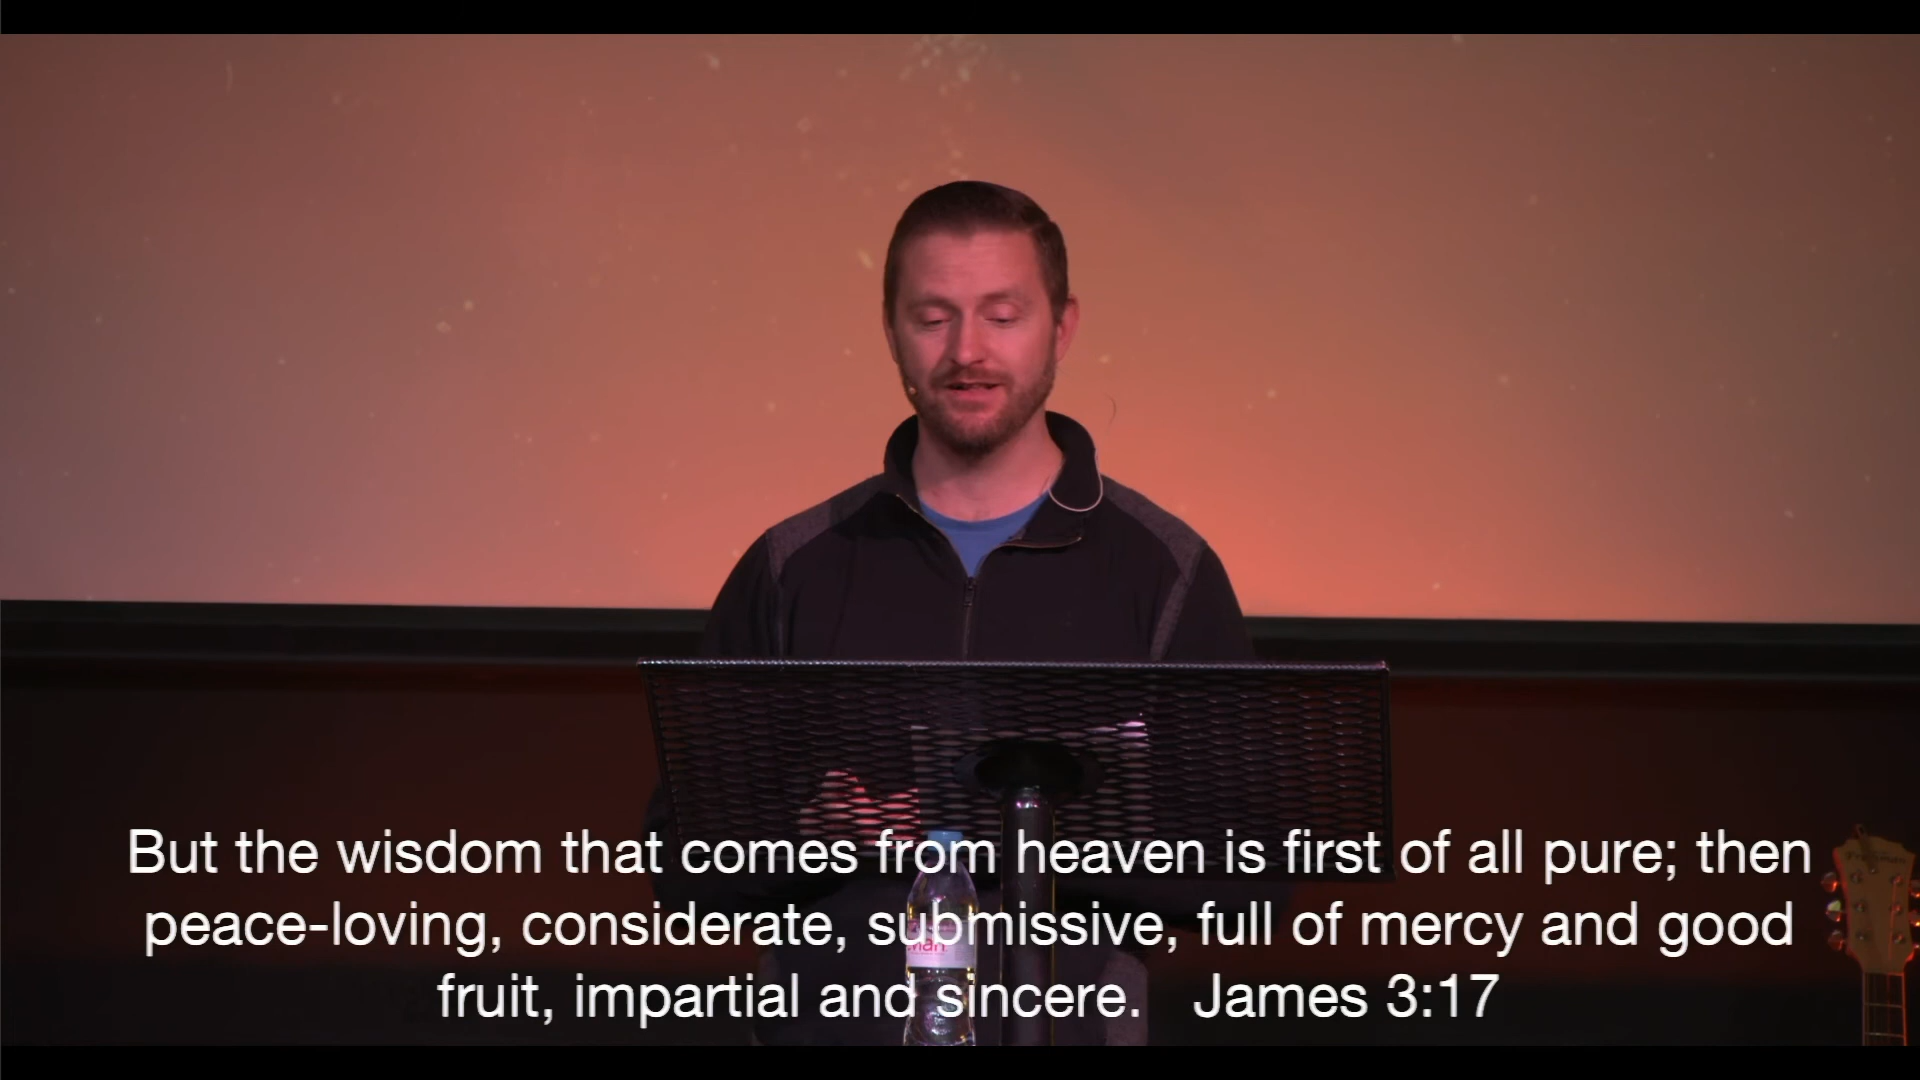 But the wisdom that comes from heaven is first of all pure; then
peace-loving, considerate, submissive, full of mercy and good
fruit, impartial and sincere. James 3:17